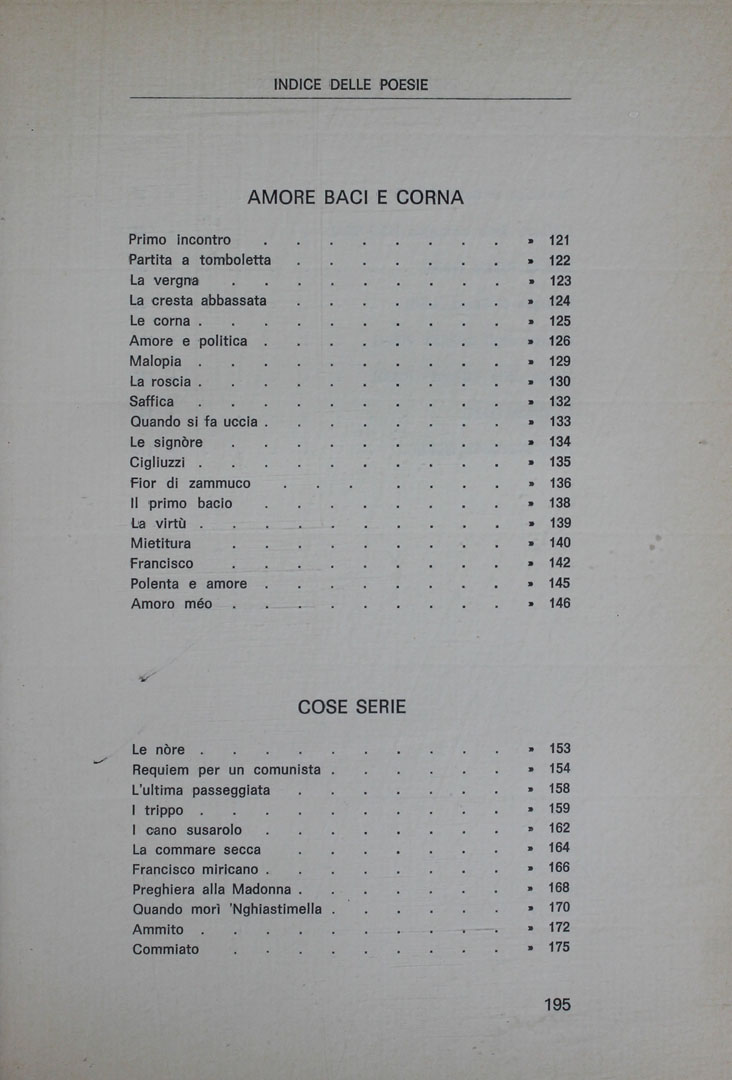 INDICE DELLE POESIE
AMORE BACI E CORNA
Primo incontro . . . . . . . . » 121
Partita a tomboletta . . . . . . . » 122
La vergna . . . . . . . . . » 123
La cresta abbassata . . . . . . . » 124
Le corna . . . . . . . . . . » 125
Amore e politica . . . . . . . . » 126
Malopia . . . . . . . . . . » 129
La roscia . . . . . . . . . . » 130
Saffica . . . . . . . . . . » 132
Quando si fa uccia . . . . . . . . » 133
Le signòre . . . . . . . . . » 134
Cigliuzzi . . . . . . . . . . » 135
Fior di zammuco . . . . . . . » 136
Il primo bacio . . . . . . . . » 138
La virtù . . . . . . . . . . » 139
Mietitura . . . . . . . . . » 140
Francisco . . . . . . . . . » 142
Polenta e amore . . . . . . . . » 145
Amoro méo . . . . . . . . . » 146
COSE SERIE
Le nòre . . . . . . . . . . » 153
Requiem per un comunista . . . . . . » 154
L'ultima passeggiata . . . . . . . » 158
I trippo . . . . . . . . . . » 159
I cano susarolo . . . . . . . . » 162
La commare secca . . . . . . . » 164
Francisco miricano . . . . . . . . » 166
Preghiera alla Madonna . . . . . . . » 168
Quando morì 'Nghiastimella . . . . . . » 170
Ammito . . . . . . . . . . » 172
Commiato . . . . . . . . . » 175
195